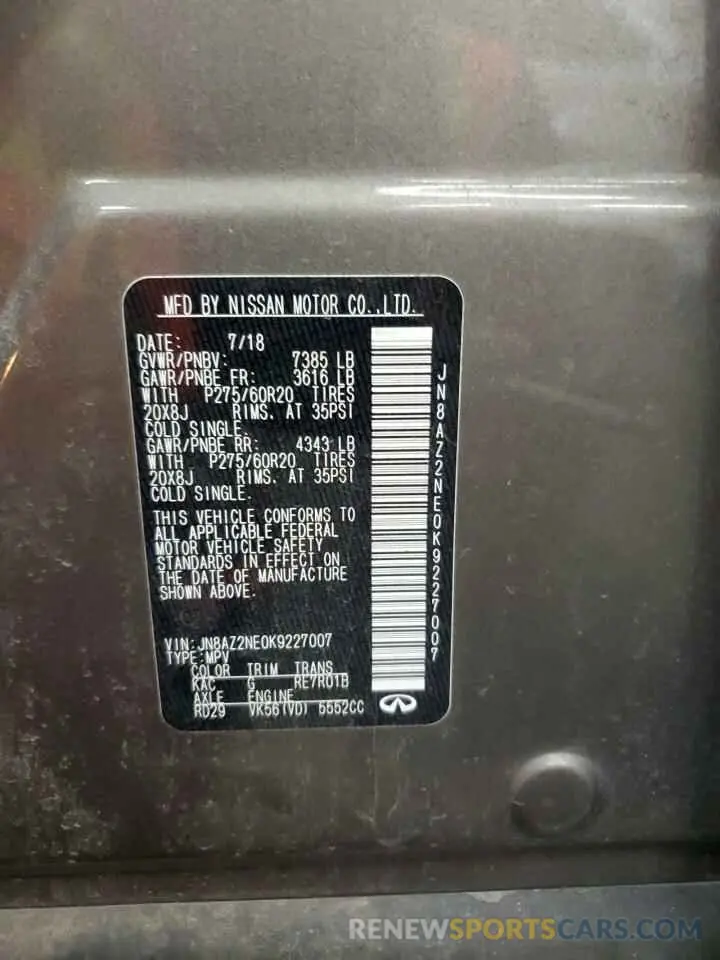 MFD BY NISSAN MOTOR CO.,LTD.
DATE: 7/18
GVWR/PNBV: 7385 LB
GAWR/PNBE FR: 3616 LB
WITH P275/60R20 TIRES
20X8J RIMS. AT 35PSI
COLD SINGLE.
GAWR/PNBE RR: 4343 LB
WITH P275/60R20 TIRES
20X8J RIMS. AT 35PSI
COLD SINGLE.
THIS VEHICLE CONFORMS TO
ALL APPLICABLE FEDERAL
MOTOR VEHICLE SAFETY
STANDARDS IN EFFECT ON
THE DATE OF MANUFACTURE
SHOWN ABOVE.
VIN:JN8AZ2NE0K9227007
TYPE:MPV
COLOR TRIM TRANS
KAC G RE7R01B
AXLE ENGINE
RD29 VK56(VD) 5552CC
JN8AZ2NE0K9227007
RENEWSPORTSCARS.COM